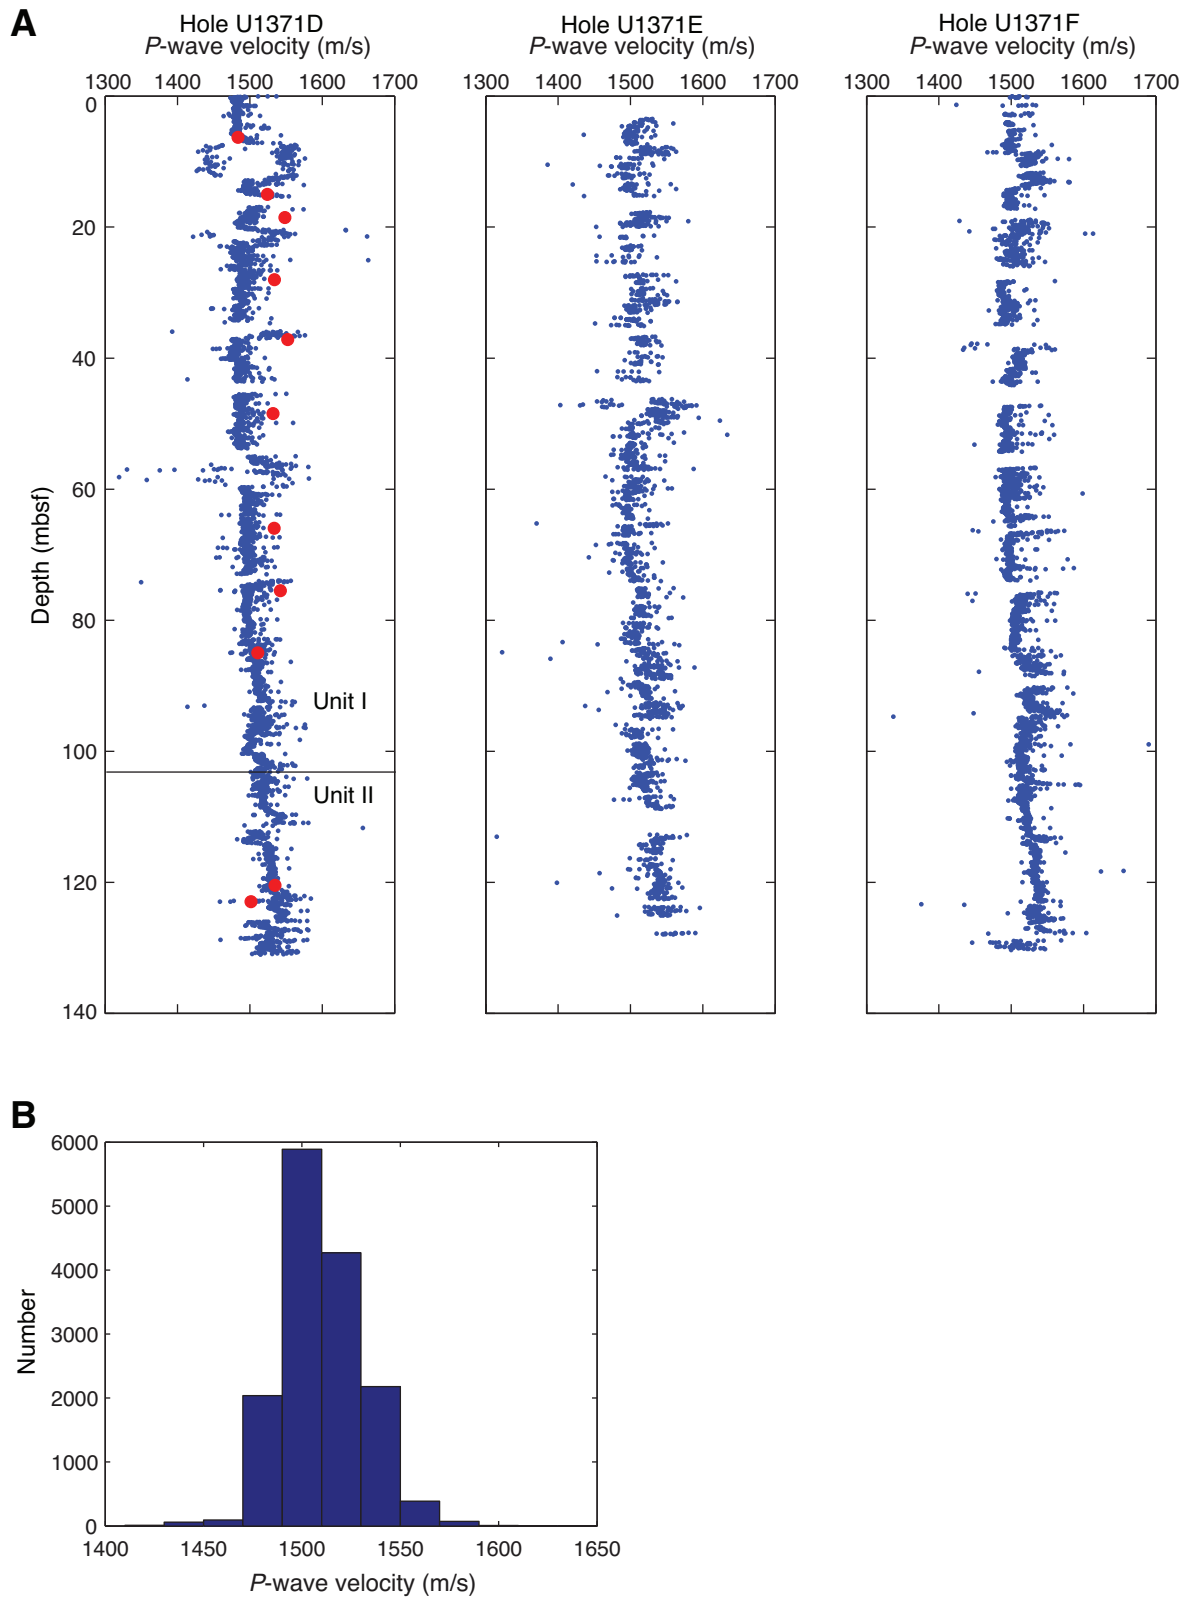 A
Hole U1371D
P-wave velocity (m/s)
1300 1400 1500 1600 1700
Hole U1371E
P-wave velocity (m/s)
1300 1400 1500 1600 1700
Hole U1371F
P-wave velocity (m/s)
1300 1400 1500 1600 1700
0
20
40
60
80
100
120
140
Depth (mbsf)
Unit I
Unit II
B
6000
5000
4000
3000
2000
1000
0
Number
1400 1450 1500 1550 1600 1650
P-wave velocity (m/s)